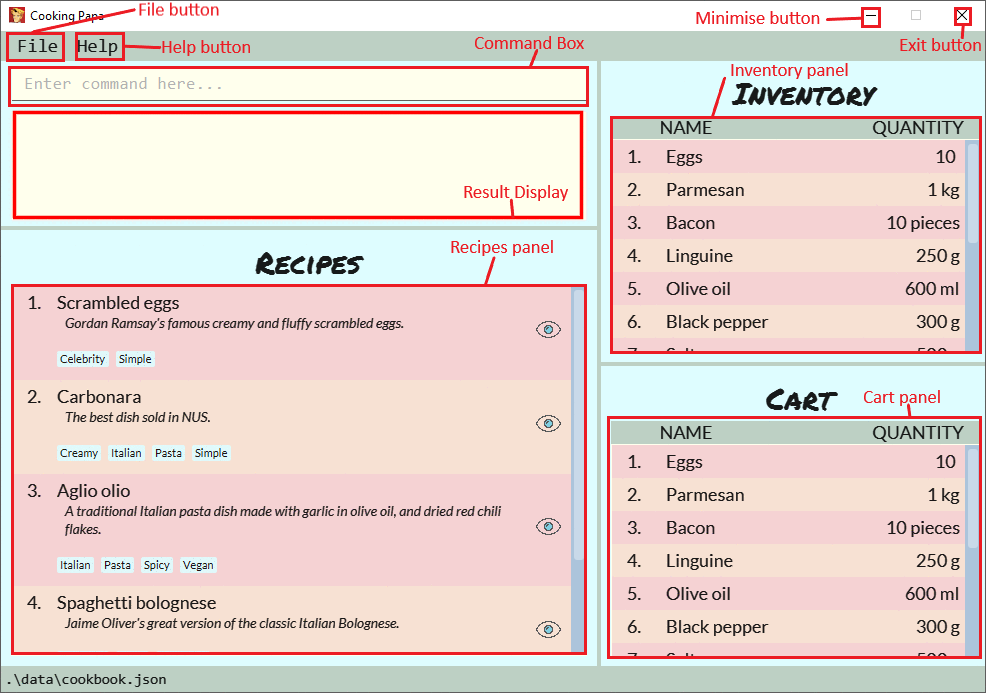 Cooking Papa
File button
Minimise button
File
Help
Help button
Command Box
Exit button
Enter command here...
Result Display
Inventory panel
INVENTORY
NAME QUANTITY
1. Eggs 10
2. Parmesan 1 kg
3. Bacon 10 pieces
4. Linguine 250 g
5. Olive oil 600 ml
6. Black pepper 300 g
Recipes panel
RECIPES
1. Scrambled eggs
Gordan Ramsay's famous creamy and fluffy scrambled eggs.
Celebrity Simple
2. Carbonara
The best dish sold in NUS.
Creamy Italian Pasta Simple
3. Aglio olio
A traditional Italian pasta dish made with garlic in olive oil, and dried red chili
flakes.
Italian Pasta Spicy Vegan
4. Spaghetti bolognese
Jaime Oliver's great version of the classic Italian Bolognese.
CART
Cart panel
NAME QUANTITY
1. Eggs 10
2. Parmesan 1 kg
3. Bacon 10 pieces
4. Linguine 250 g
5. Olive oil 600 ml
6. Black pepper 300 g
.\data\cookbook.json